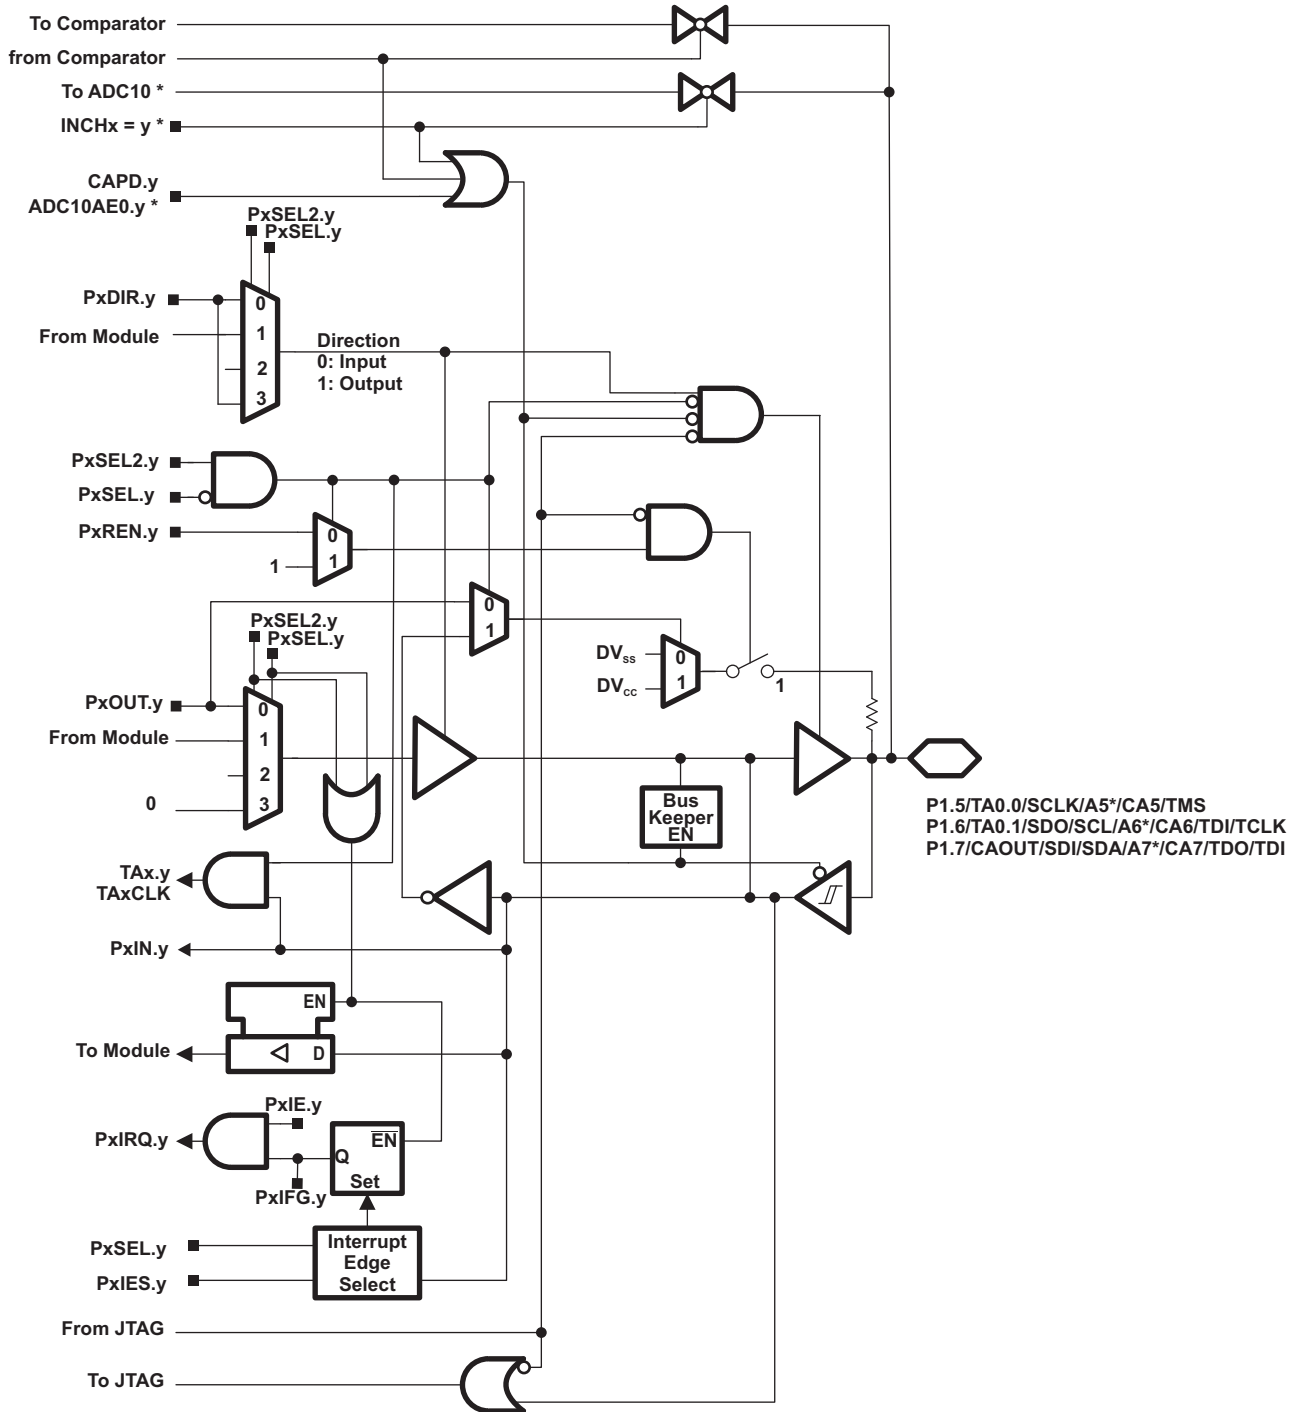 To Comparator
from Comparator
To ADC10 *
INCHx = y *
CAPD.y
ADC10AE0.y *
PxSEL2.y
PxSEL.y
PxDIR.y
0
From Module
1
2
3
Direction
0: Input
1: Output
PxSEL2.y
PxSEL.y
PxREN.y
0
1
1
0
1
PxSEL2.y
PxSEL.y
DVSS
0
DVCC
1
1
PxOUT.y
0
From Module
1
2
0
3
Bus
Keeper
EN
P1.5/TA0.0/SCLK/A5*/CA5/TMS
P1.6/TA0.1/SDO/SCL/A6*/CA6/TDI/TCLK
P1.7/CAOUT/SDI/SDA/A7*/CA7/TDO/TDI
TAx.y
TAxCLK
PxIN.y
EN
To Module
D
PxIE.y
PxIRQ.y
EN
Q
Set
PxIFG.y
PxSEL.y
PxIES.y
Interrupt
Edge
Select
From JTAG
To JTAG